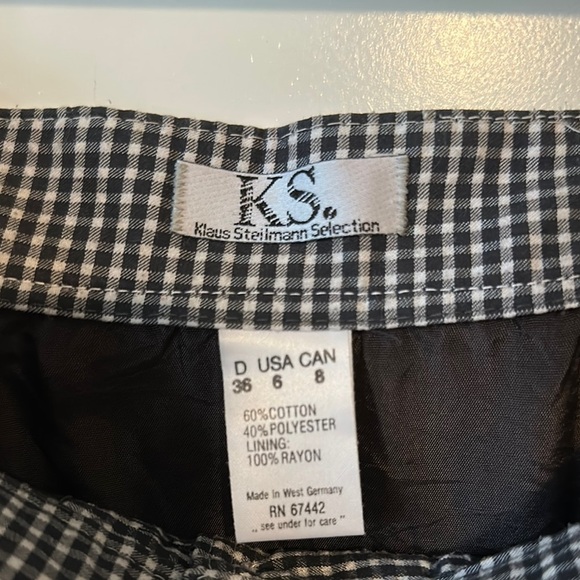 KS.
Klaus Steilmann Selection
D USA CAN
36 6 8
60%COTTON
40%POLYESTER
LINING:
100%RAYON
Made in West Germany
RN 67442
„ see under for care "